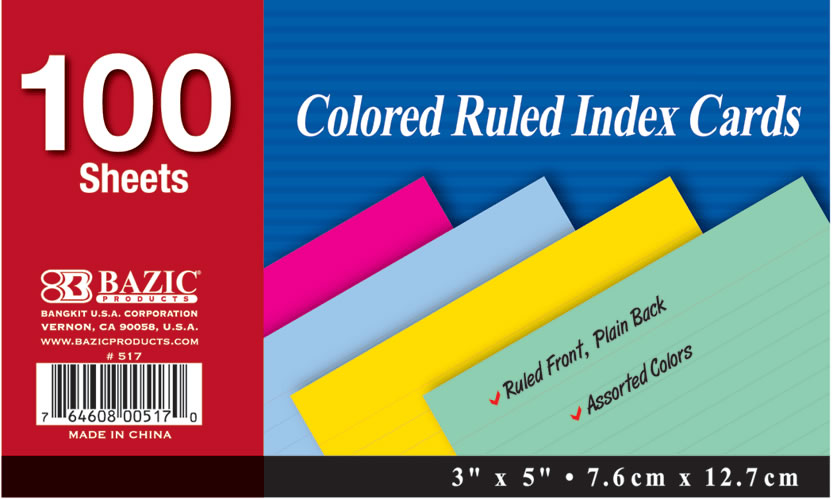 100
Sheets
Colored Ruled Index Cards
BAZIC®
PRODUCTS
BANGKIT U.S.A. CORPORATION
VERNON, CA 90058, U.S.A.
WWW.BAZICPRODUCTS.COM
# 517
7 64608 00517 0
MADE IN CHINA
Ruled Front, Plain Back
Assorted Colors
3" x 5" • 7.6cm x 12.7cm